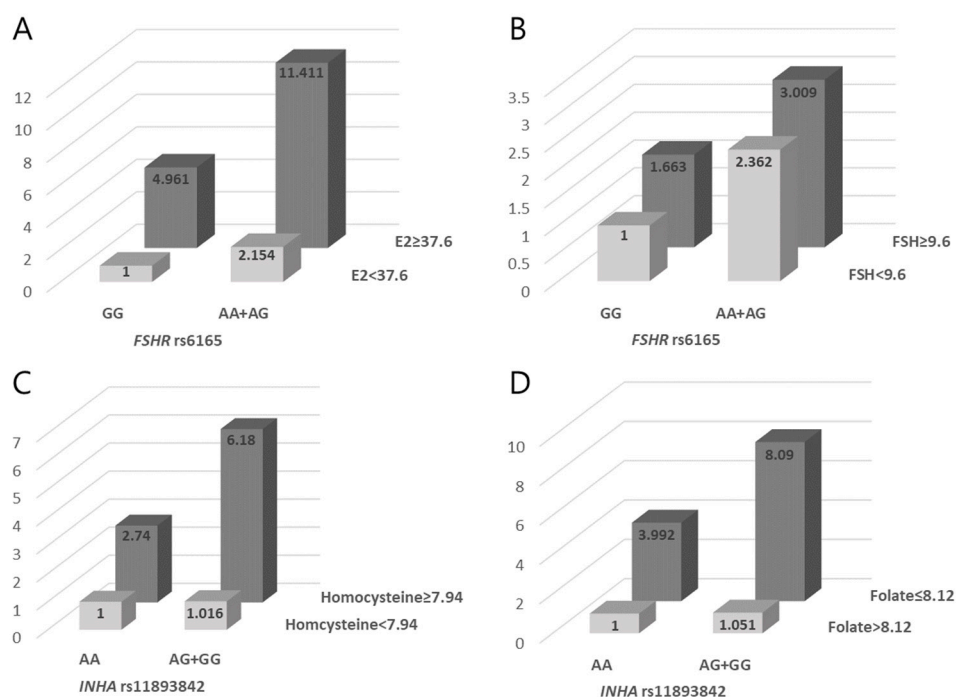 A
12
10
8
6
4
2
0
11.411
4.961
2.154
1
E2≥37.6
E2<37.6
GG
AA+AG
FSHR rs6165
B
3.5
3
2.5
2
1.5
1
0.5
0
3.009
1.663
2.362
1
FSH≥9.6
FSH<9.6
GG
AA+AG
FSHR rs6165
C
7
6
5
4
3
2
1
0
6.18
2.74
1
1.016
Homocysteine≥7.94
Homcysteine<7.94
AA
AG+GG
INHA rs11893842
D
10
8
6
4
2
0
8.09
3.992
1
1.051
Folate≤8.12
Folate>8.12
AA
AG+GG
INHA rs11893842